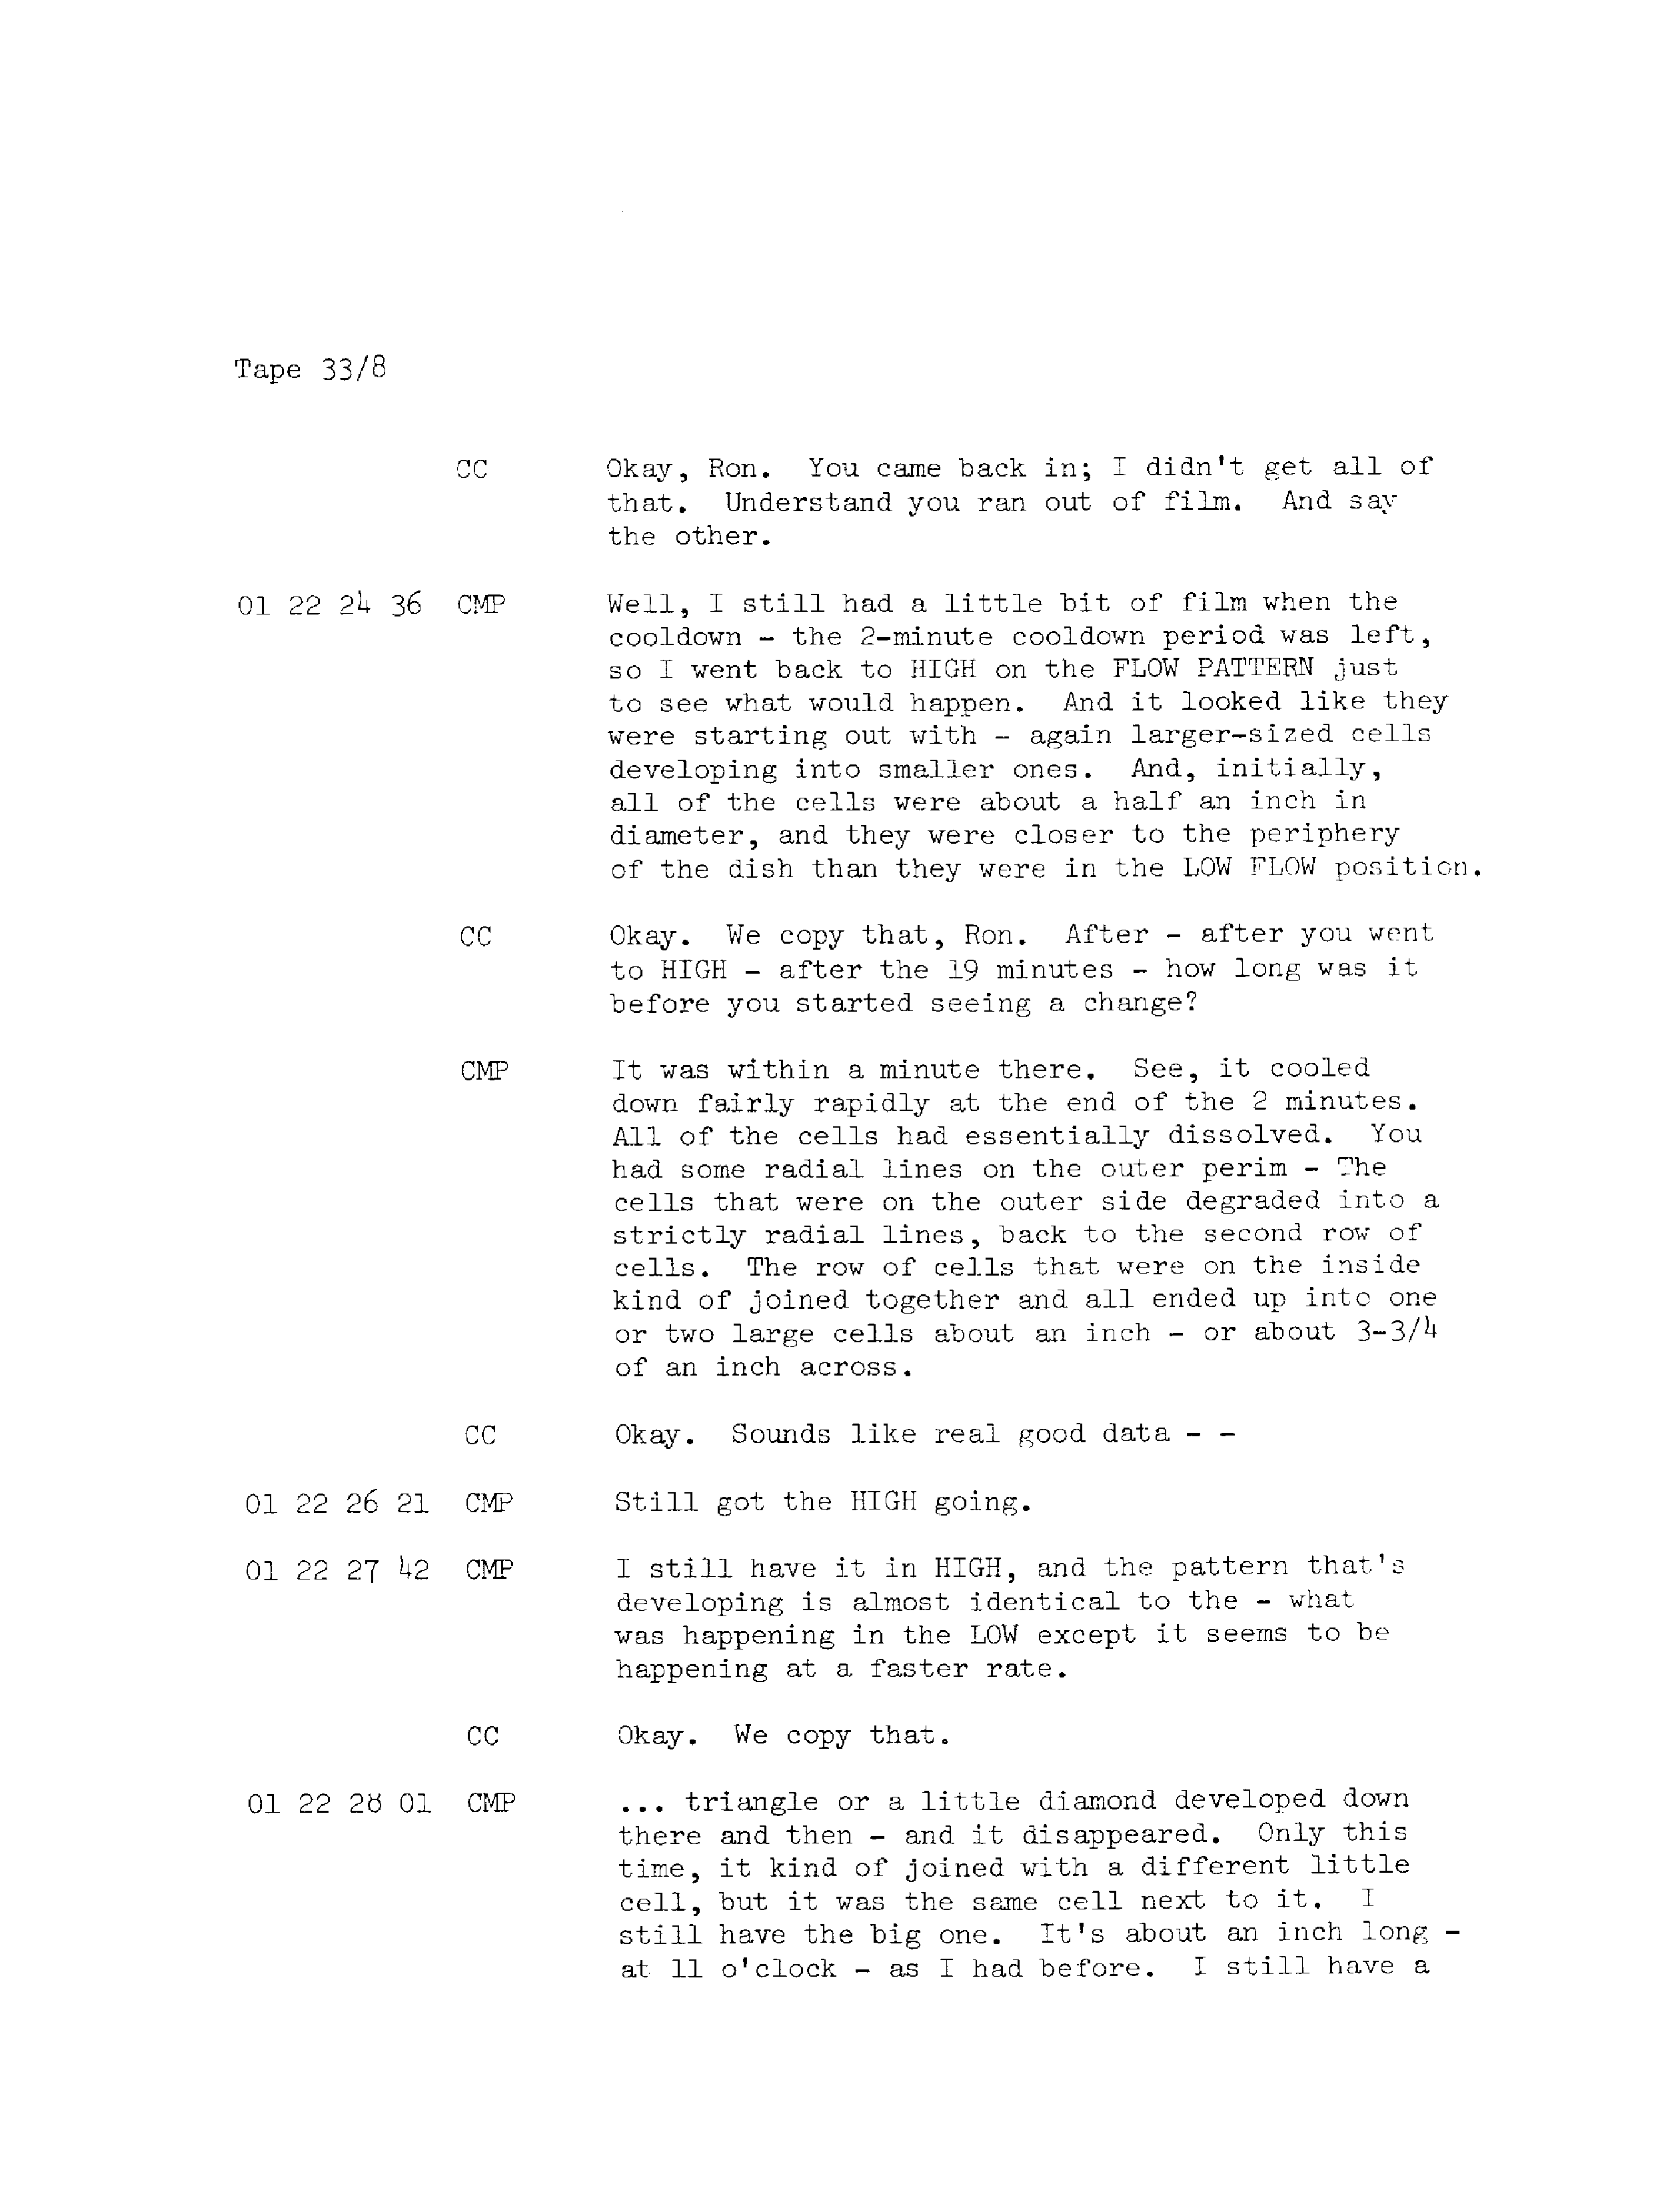 Tape 33/8
CC Okay, Ron. You came back in; I didn't get all of
that. Understand you ran out of film. And say
the other.
01 22 24 36 CMP Well, I still had a little bit of film when the
cooldown - the 2-minute cooldown period was left,
so I went back to HIGH on the FLOW PATTERN just
to see what would happen. And it looked like they
were starting out with - again larger-sized cells
developing into smaller ones. And, initially,
all of the cells were about a half an inch in
diameter, and they were closer to the periphery
of the dish than they were in the LOW FLOW position.
CC Okay. We copy that, Ron. After - after you went
to HIGH - after the 19 minutes - how long was it
before you started seeing a change?
CMP It was within a minute there. See, it cooled
down fairly rapidly at the end of the 2 minutes.
All of the cells had essentially dissolved. You
had some radial lines on the outer perim - The
cells that were on the outer side degraded into a
strictly radial lines, back to the second row of
cells. The row of cells that were on the inside
kind of joined together and all ended up into one
or two large cells about an inch - or about 3-3/4
of an inch across.
CC Okay. Sounds like real good data - -
01 22 26 21 CMP Still got the HIGH going.
01 22 27 42 CMP I still have it in HIGH, and the pattern that's
developing is almost identical to the - what
was happening in the LOW except it seems to be
happening at a faster rate.
CC Okay. We copy that.
01 22 28 01 CMP ... triangle or a little diamond developed down
there and then - and it disappeared. Only this
time, it kind of joined with a different little
cell, but it was the same cell next to it. I
still have the big one. It's about an inch long -
at 11 o'clock - as I had before. I still have a